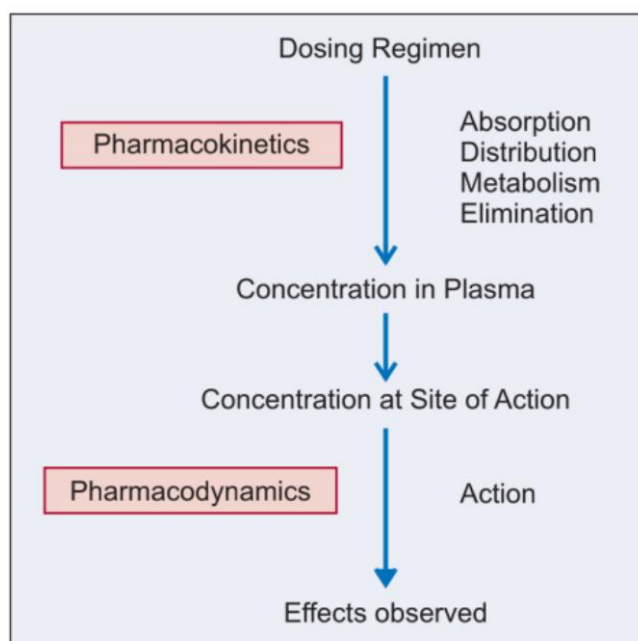 Dosing Regimen
Pharmacokinetics
Absorption
Distribution
Metabolism
Elimination
Concentration in Plasma
Concentration at Site of Action
Pharmacodynamics
Action
Effects observed